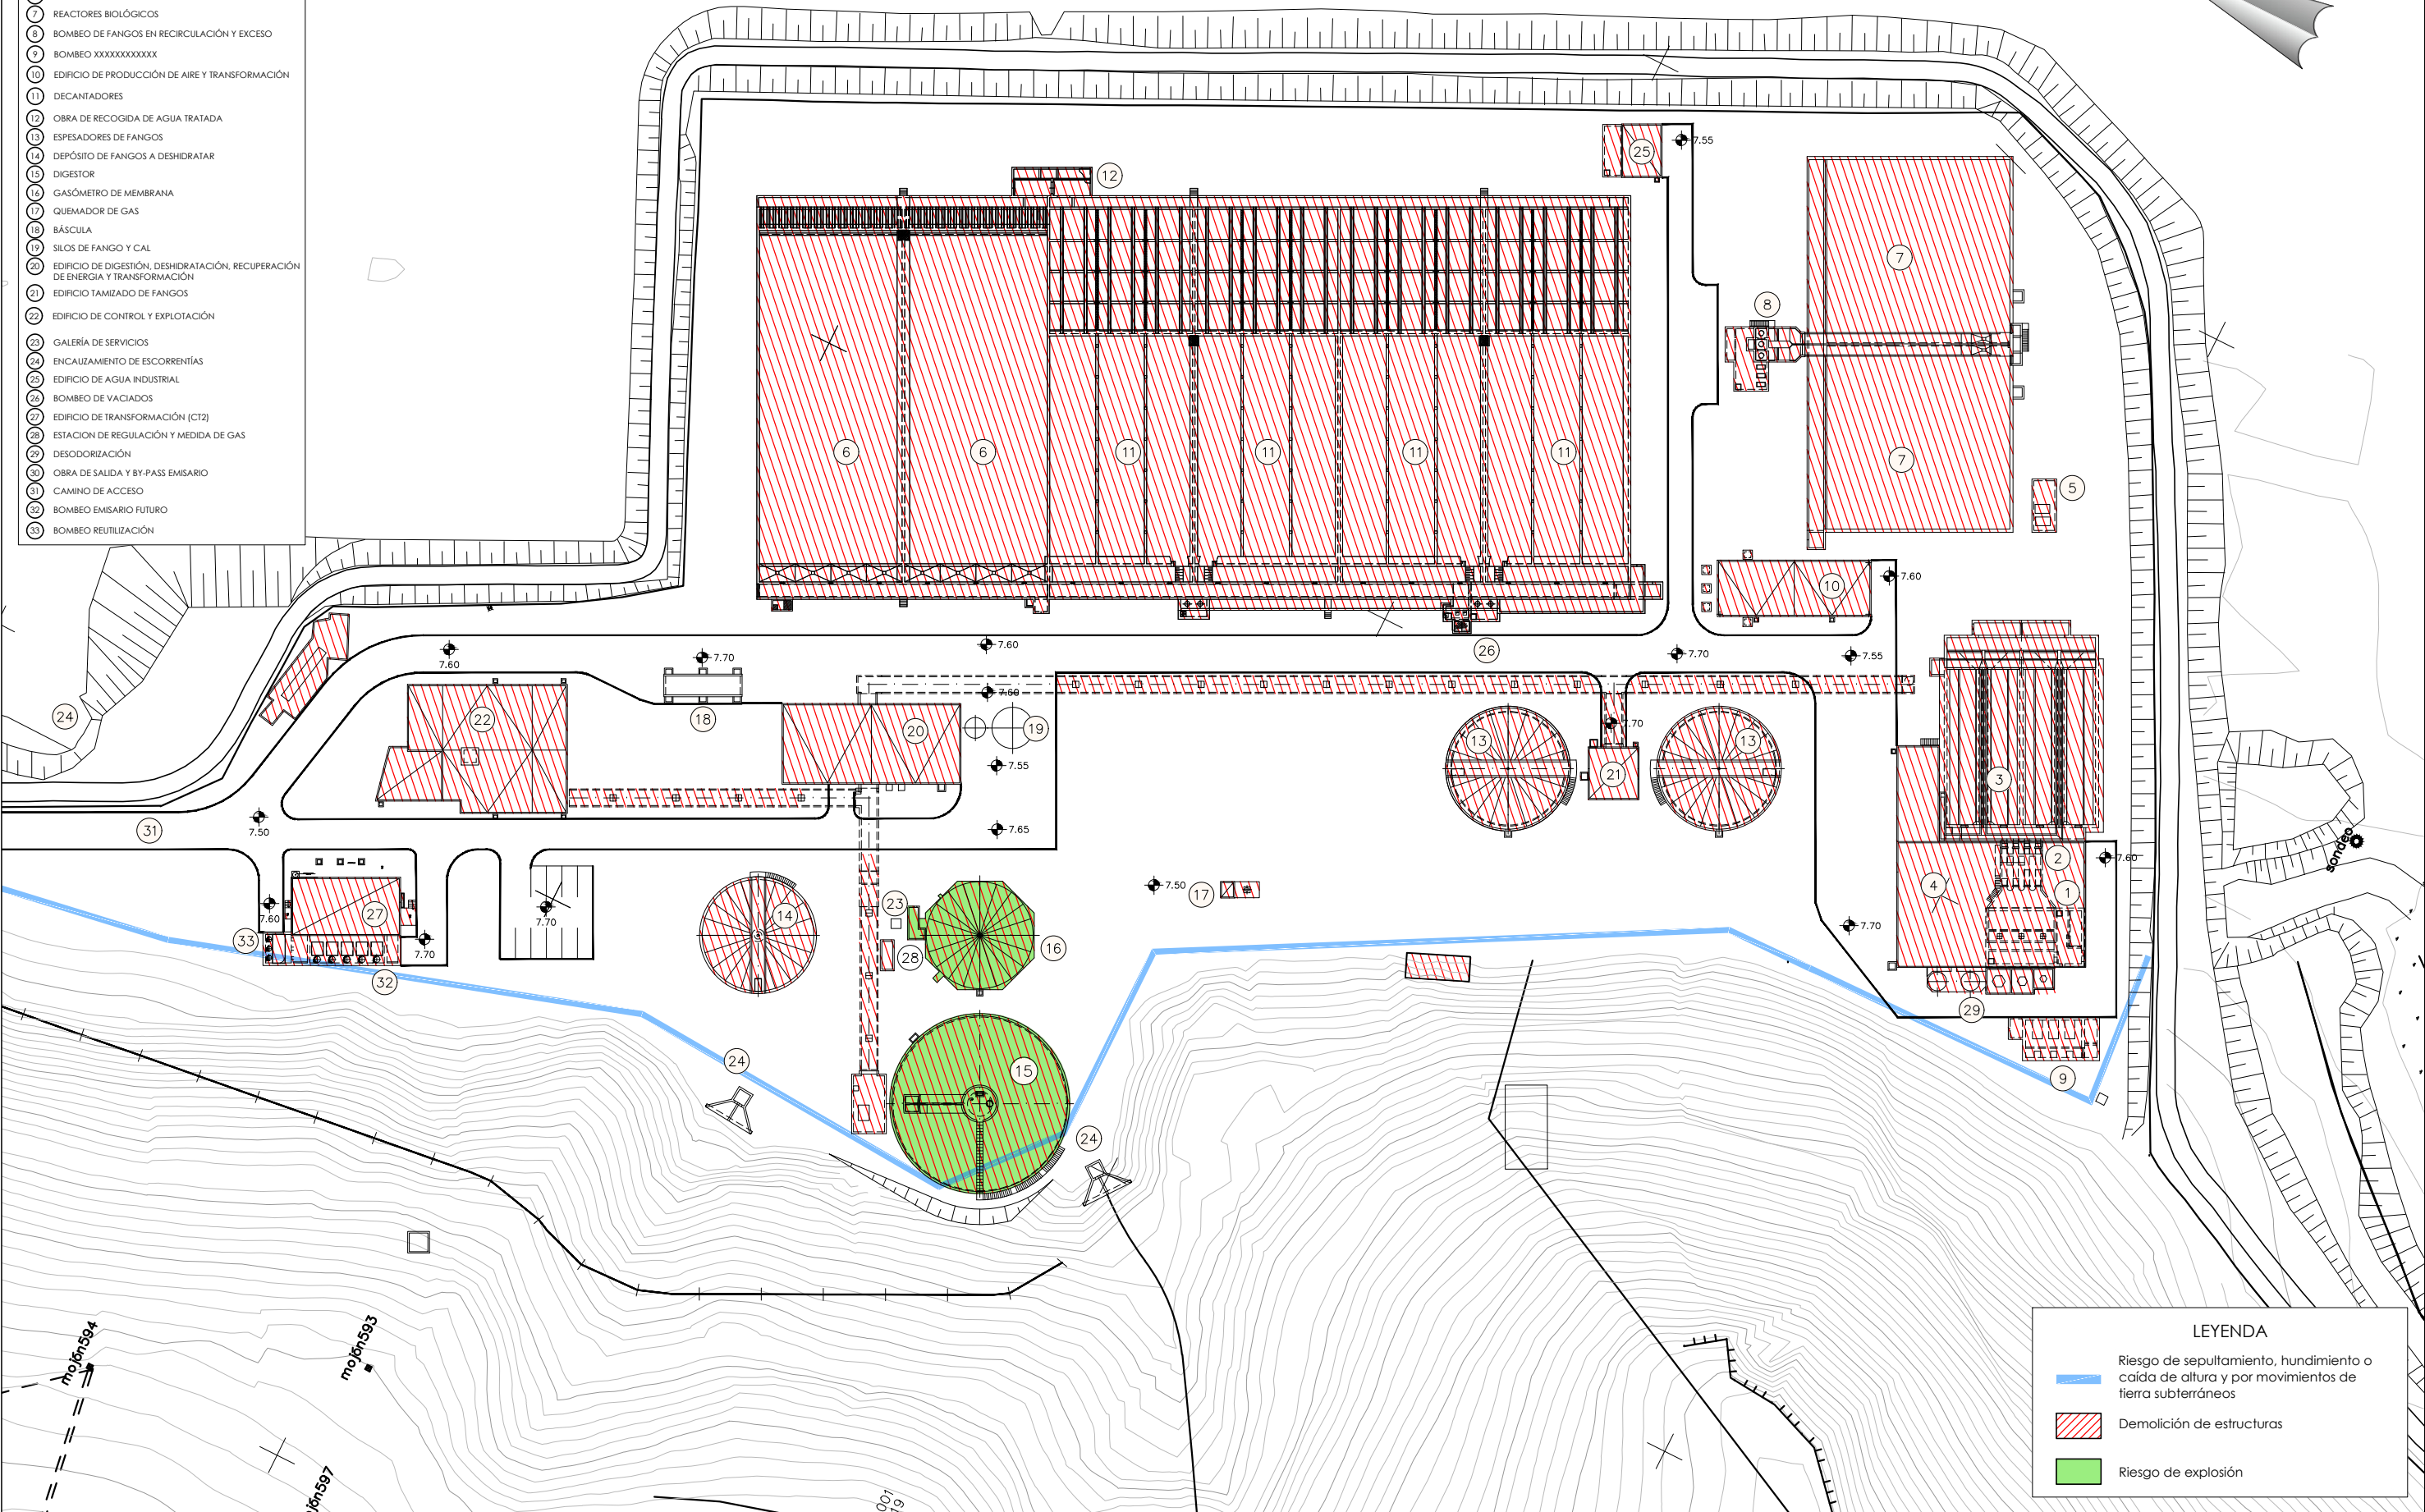 7 REACTORES BIOLÓGICOS
8 BOMBEO DE FANGOS EN RECIRCULACIÓN Y EXCESO
9 BOMBEO XXXXXXXXXXXX
10 EDIFICIO DE PRODUCCIÓN DE AIRE Y TRANSFORMACIÓN
11 DECANTADORES
12 OBRA DE RECOGIDA DE AGUA TRATADA
13 ESPESADORES DE FANGOS
14 DEPÓSITO DE FANGOS A DESHIDRATAR
15 DIGESTOR
16 GASÓMETRO DE MEMBRANA
17 QUEMADOR DE GAS
18 BÁSCULA
19 SILOS DE FANGO Y CAL
20 EDIFICIO DE DIGESTIÓN, DESHIDRATACIÓN, RECUPERACIÓN
DE ENERGIA Y TRANSFORMACIÓN
21 EDIFICIO TAMIZADO DE FANGOS
22 EDIFICIO DE CONTROL Y EXPLOTACIÓN
23 GALERÍA DE SERVICIOS
24 ENCAUZAMIENTO DE ESCORRENTÍAS
25 EDIFICIO DE AGUA INDUSTRIAL
26 BOMBEO DE VACIADOS
27 EDIFICIO DE TRANSFORMACIÓN (CT2)
28 ESTACION DE REGULACIÓN Y MEDIDA DE GAS
29 DESODORIZACIÓN
30 OBRA DE SALIDA Y BY-PASS EMISARIO
31 CAMINO DE ACCESO
32 BOMBEO EMISARIO FUTURO
33 BOMBEO REUTILIZACIÓN
25
7.55
12
7
8
6
6
11
11
11
11
7
5
10
7.60
7.60
7.70
7.60
26
7.70
7.55
24
22
18
7.60
20
19
7.70
13
21
13
3
7.55
31
7.50
7.65
2
7.60
sondeo
4
1
7.50
17
27
7.60
7.70
14
23
16
28
33
7.70
32
7.70
29
24
15
9
24
mojón594
mojón593
mojón597
001
19
LEYENDA
Riesgo de sepultamiento, hundimiento o
caída de altura y por movimientos de
tierra subterráneos
Demolición de estructuras
Riesgo de explosión